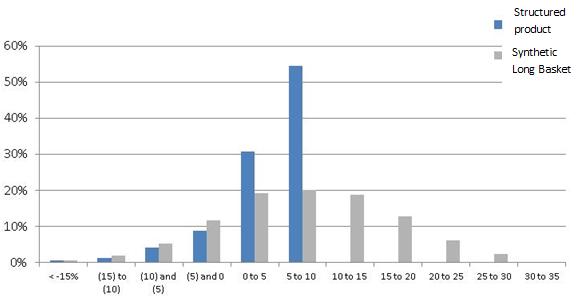 Structured
product
Synthetic
Long Basket
60%
50%
40%
30%
20%
10%
0%
< -15%
(15) to
(10)
(10) and
(5)
(5) and 0
0 to 5
5 to 10
10 to 15
15 to 20
20 to 25
25 to 30
30 to 35